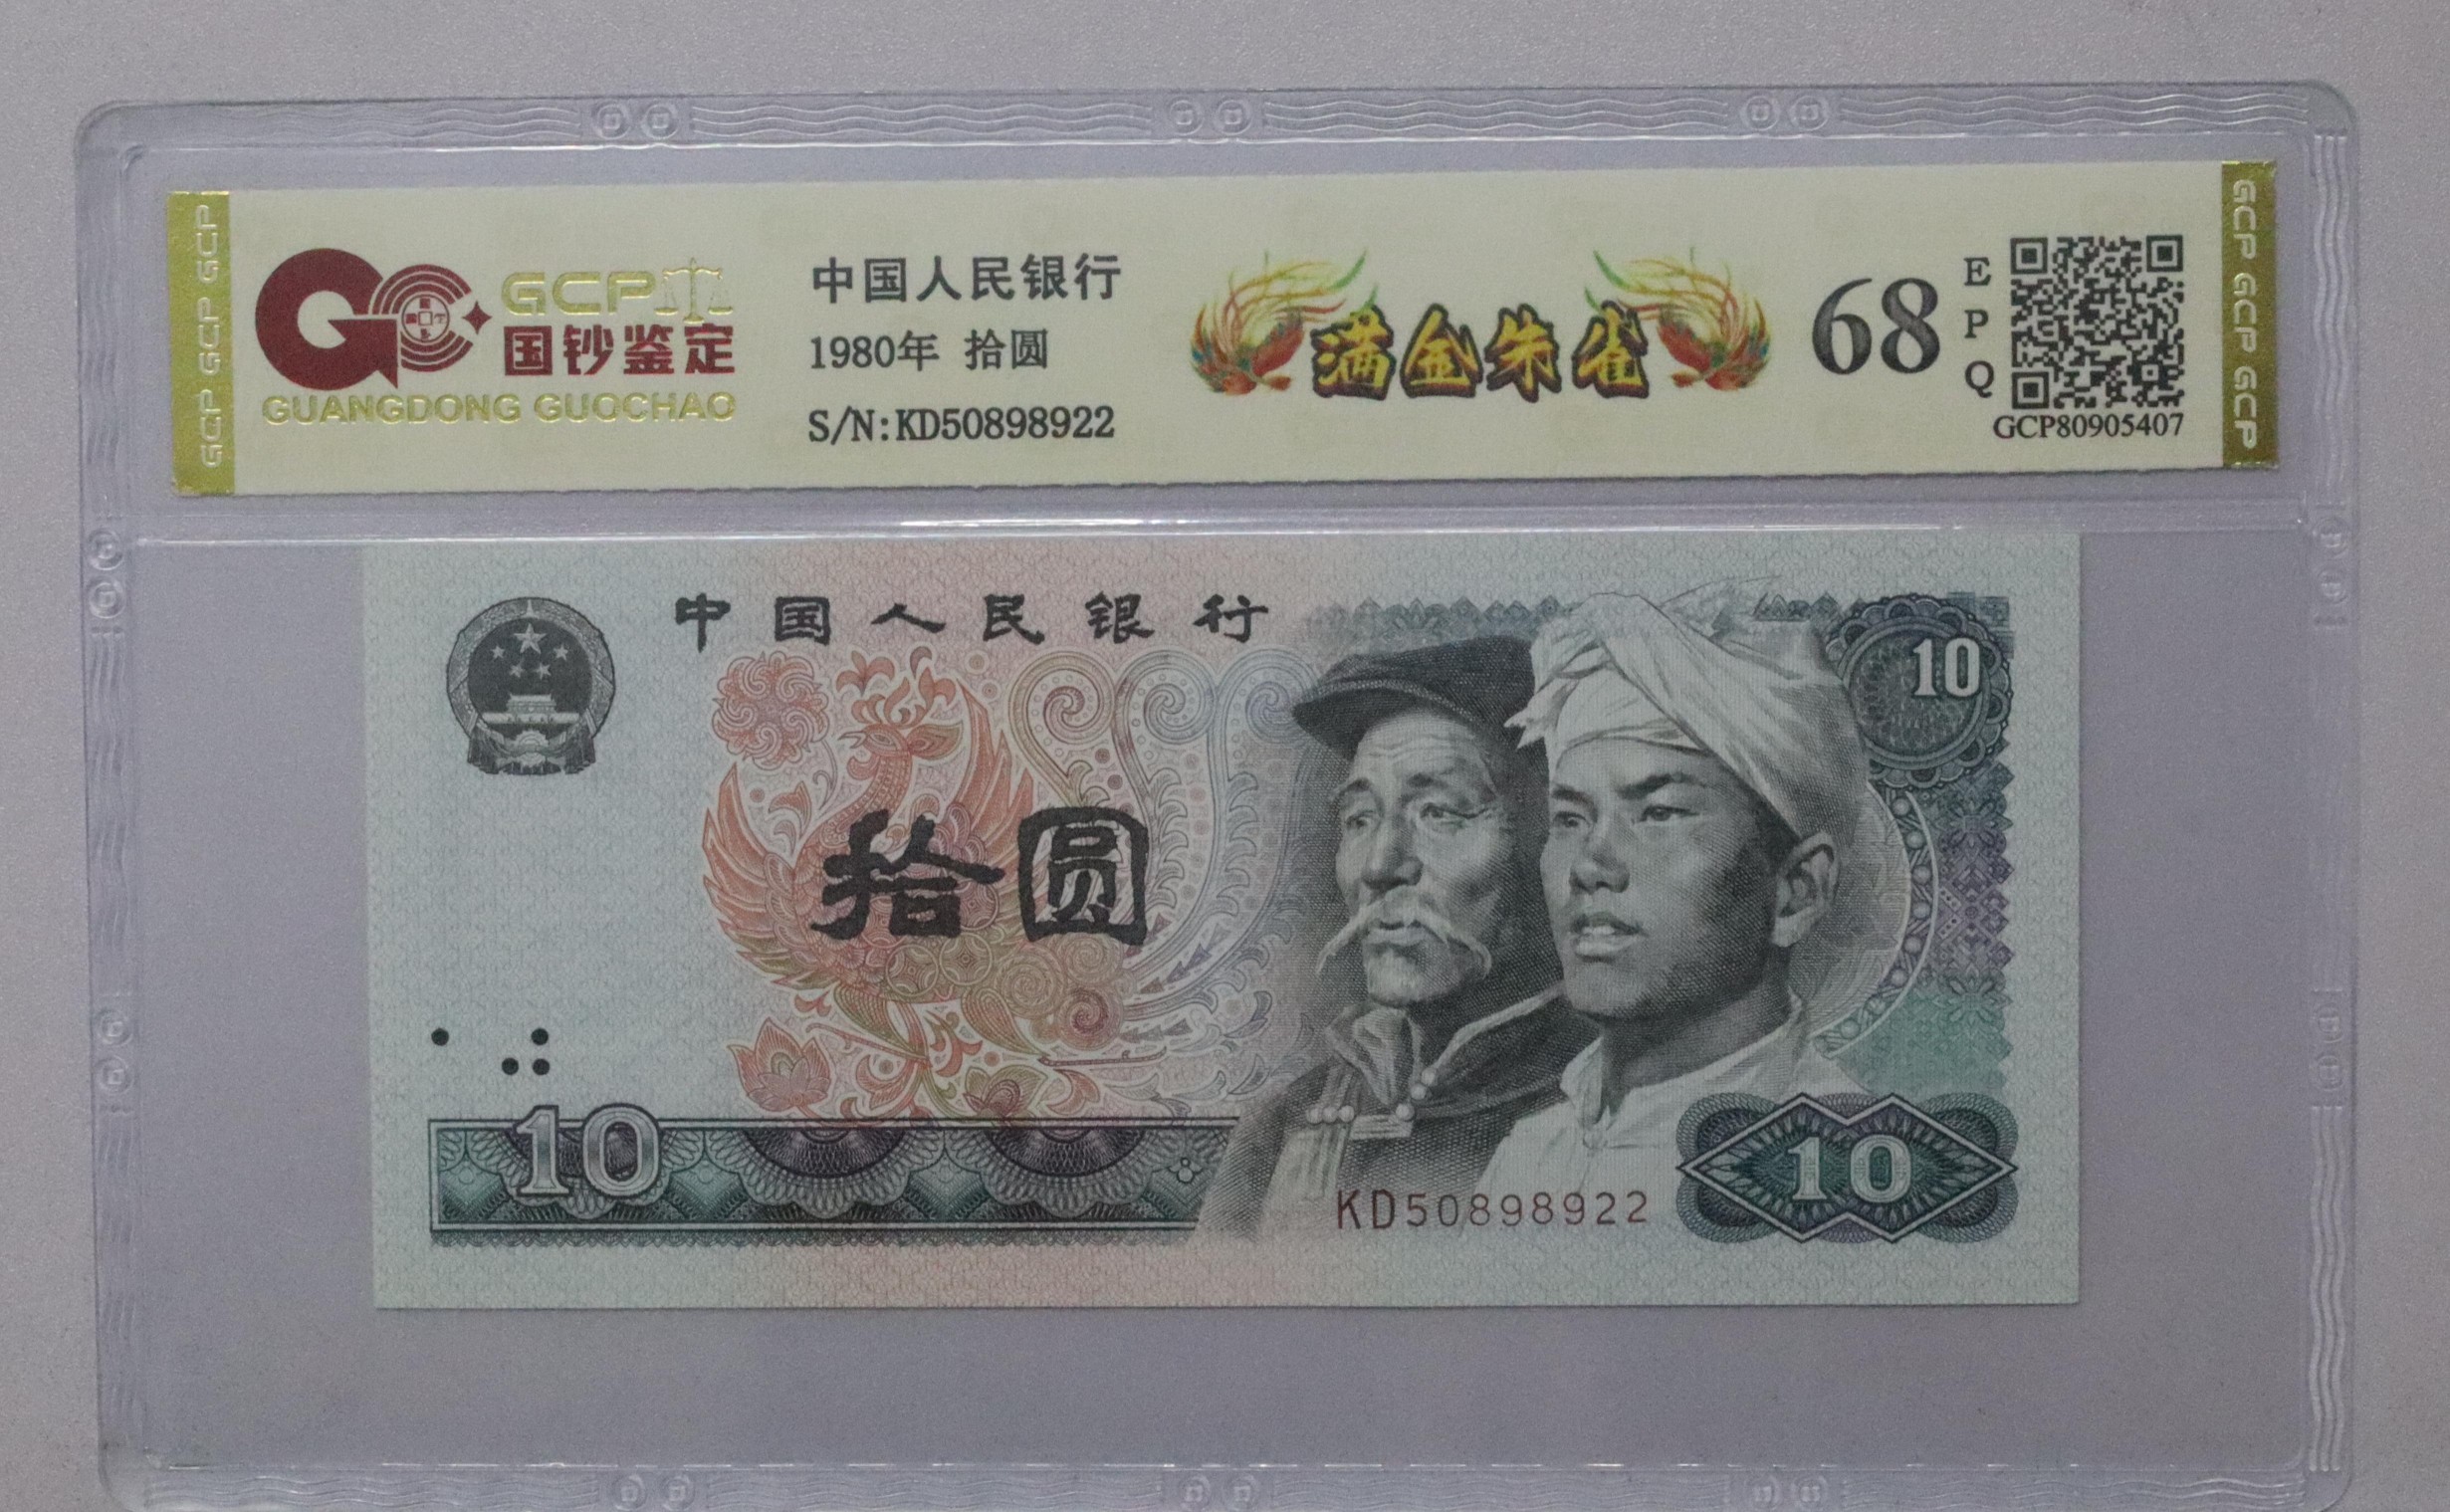 GCP GCP GCP
GCP
国钞鉴定
GUANGDONG GUOCHAO
中国人民银行
1980年 拾圆
S/N:KD50898922
满金朱雀
68
E
P
Q
GCP80905407
GCP GCP GCP
中国人民银行
10
拾圆
10
KD50898922
10